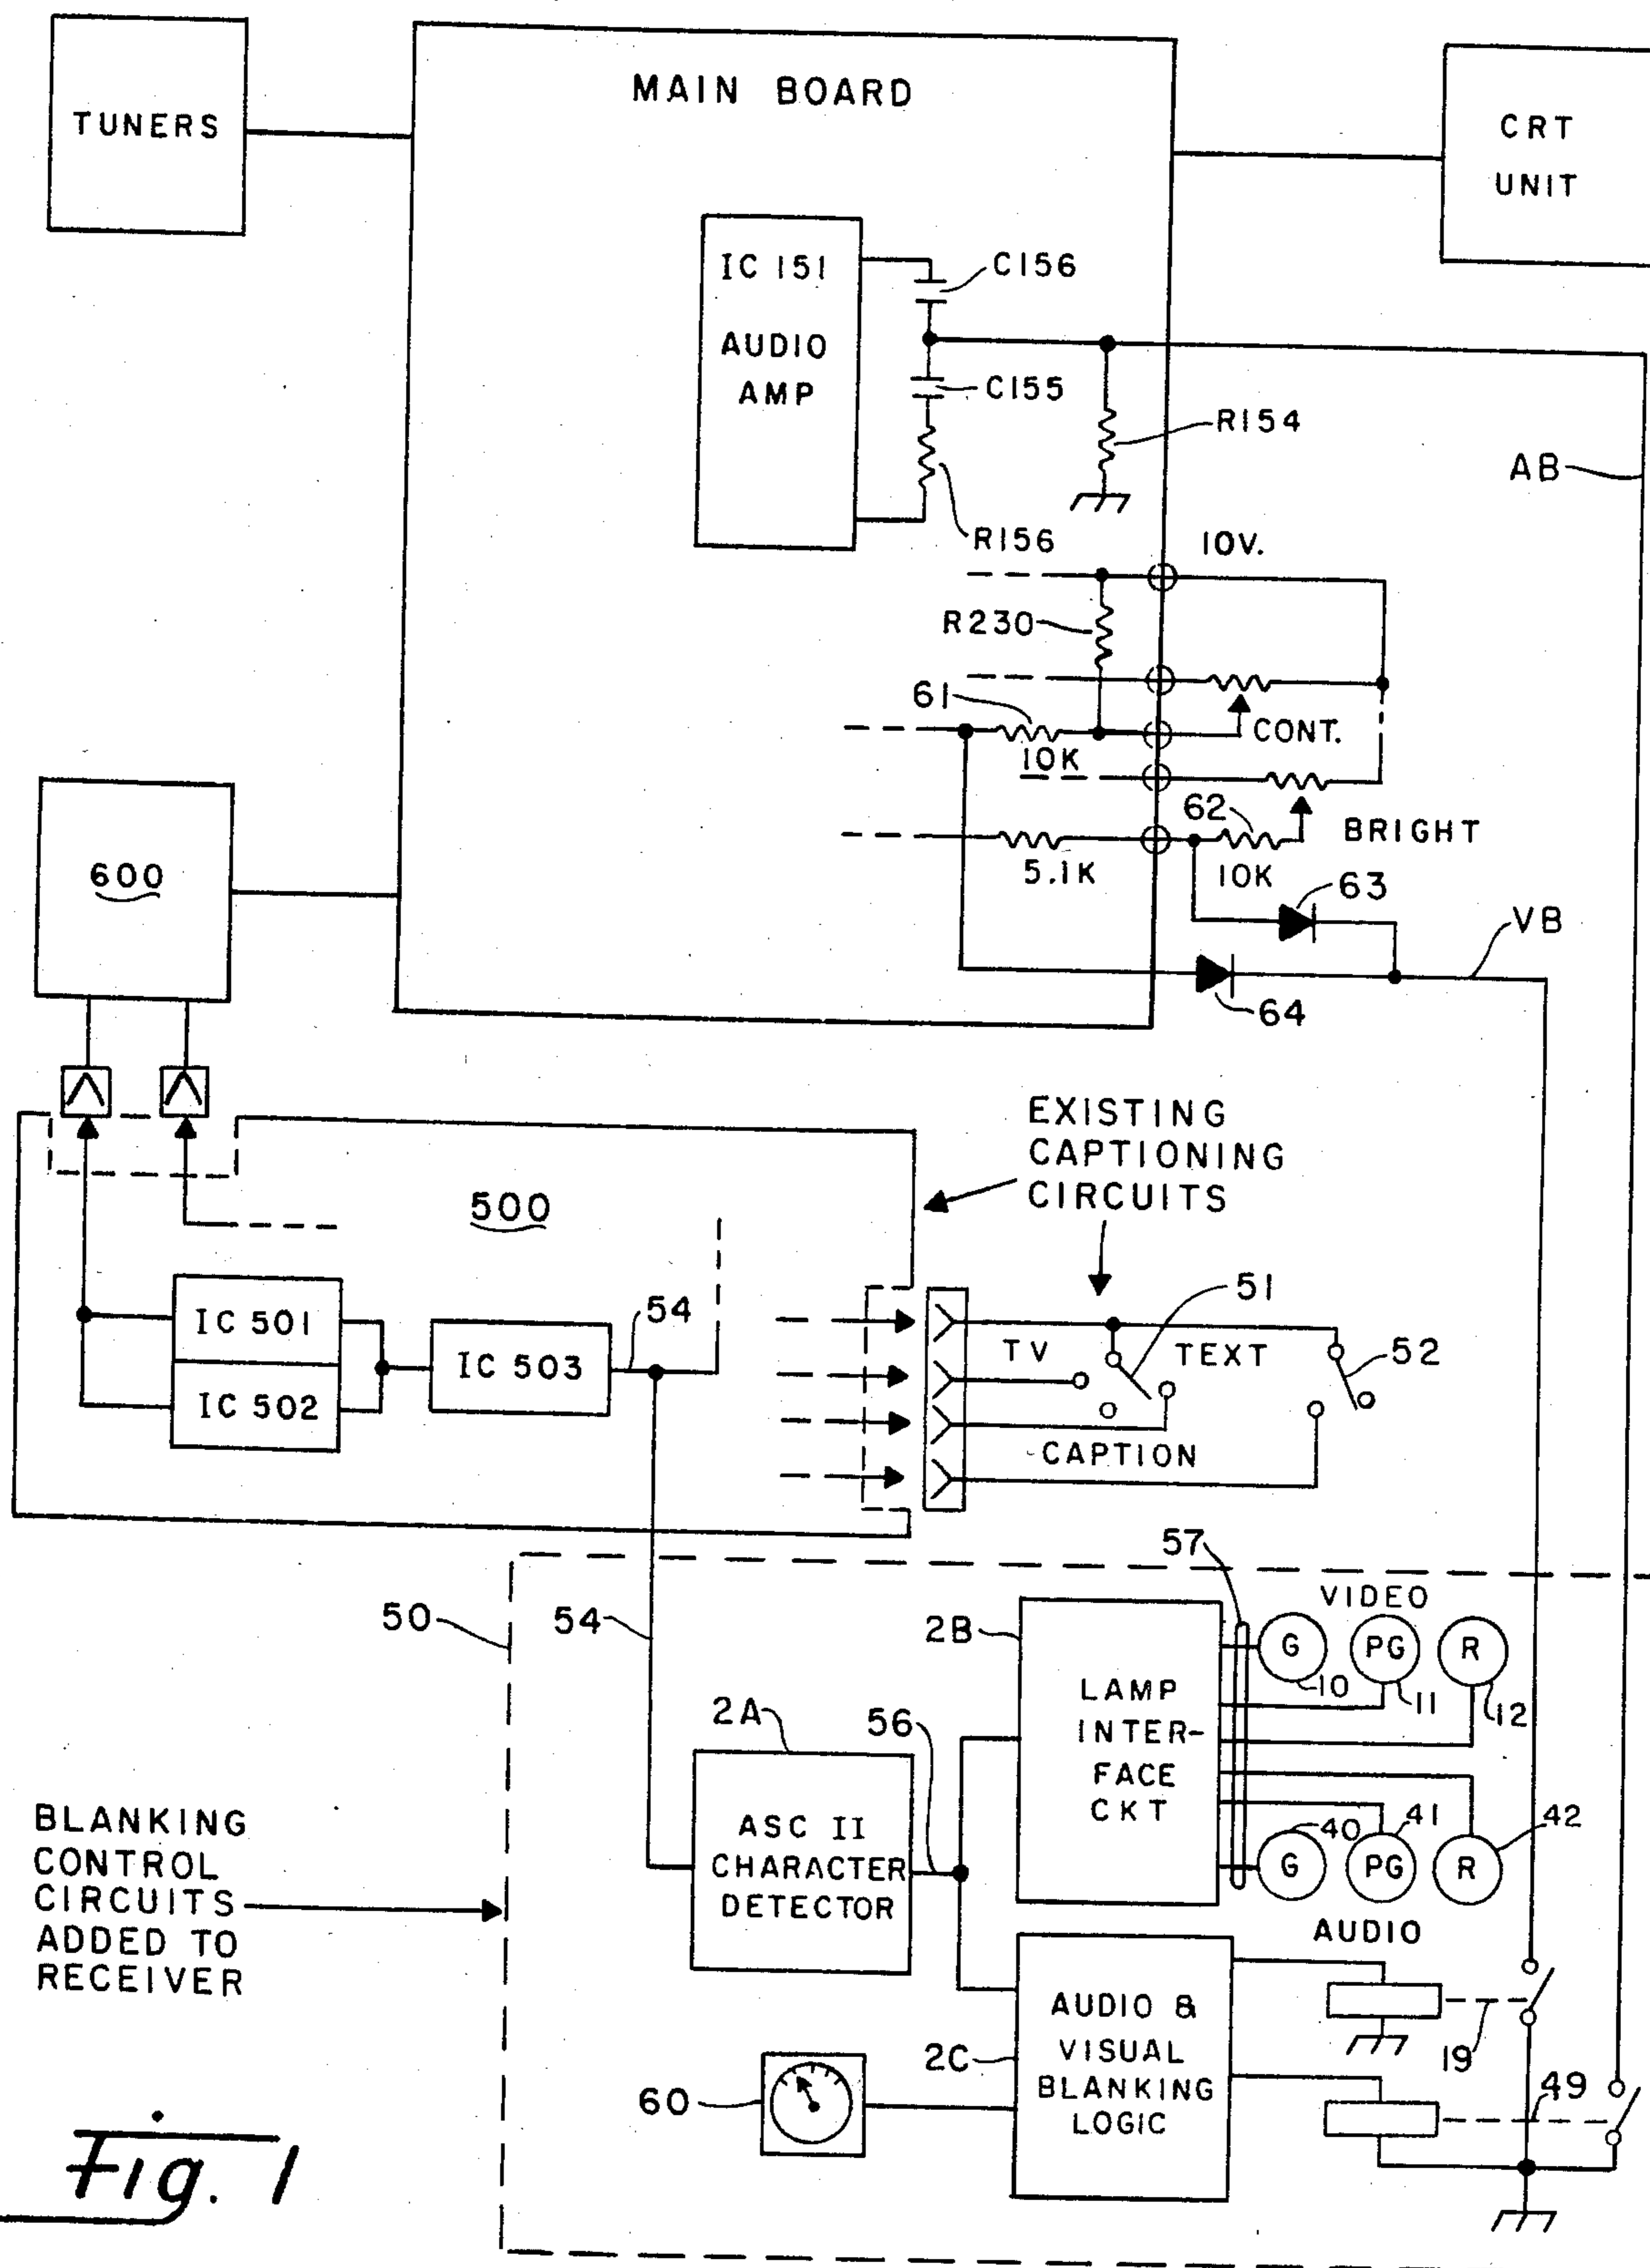 MAIN BOARD
TUNERS
CRT
UNIT
IC 151
AUDIO
AMP
C156
C155
R154
R156
AB
10V.
R230
61
10K
CONT.
62
BRIGHT
5.1K
10K
63
VB
64
600
EXISTING
CAPTIONING
CIRCUITS
500
51
54
IC 501
IC 502
IC 503
TV
TEXT
52
CAPTION
57
VIDEO
50
54
2B
G
PG
R
10
11
12
LAMP
INTER-
FACE
CKT
2A
56
ASC II
CHARACTER
DETECTOR
40
41
42
G
PG
R
AUDIO
BLANKING
CONTROL
CIRCUITS
ADDED TO
RECEIVER
AUDIO &
VISUAL
BLANKING
LOGIC
2C
19
60
49
Fig. 1